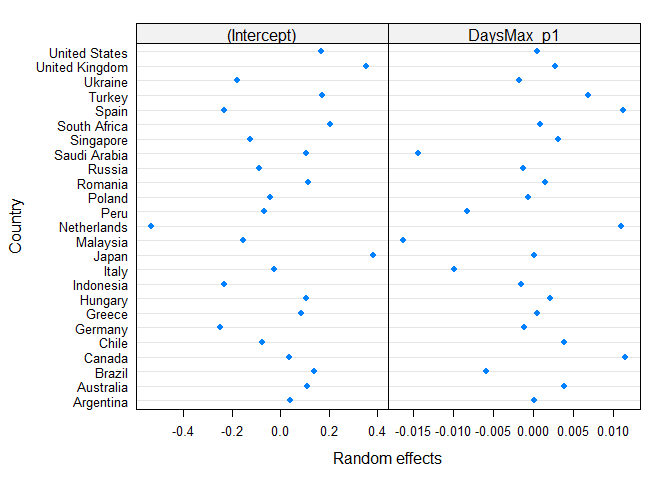 (Intercept) DaysMax_p1
United States
United Kingdom
Ukraine
Turkey
Spain
South Africa
Singapore
Saudi Arabia
Russia
Romania
Poland
Peru
Netherlands
Malaysia
Japan
Italy
Indonesia
Hungary
Greece
Germany
Chile
Canada
Brazil
Australia
Argentina
Country
-0.4 -0.2 0.0 0.2 0.4 -0.015 -0.010 -0.005 0.000 0.005 0.010
Random effects